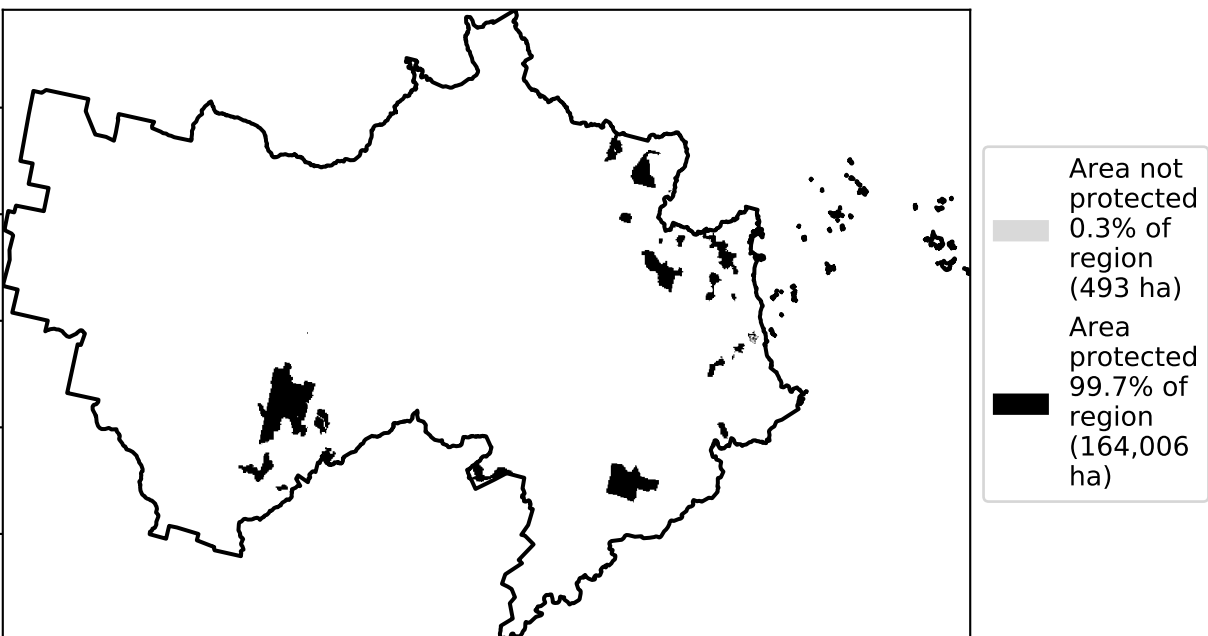 Area not
protected
0.3% of
region
(493 ha)
Area
protected
99.7% of
region
(164,006
ha)